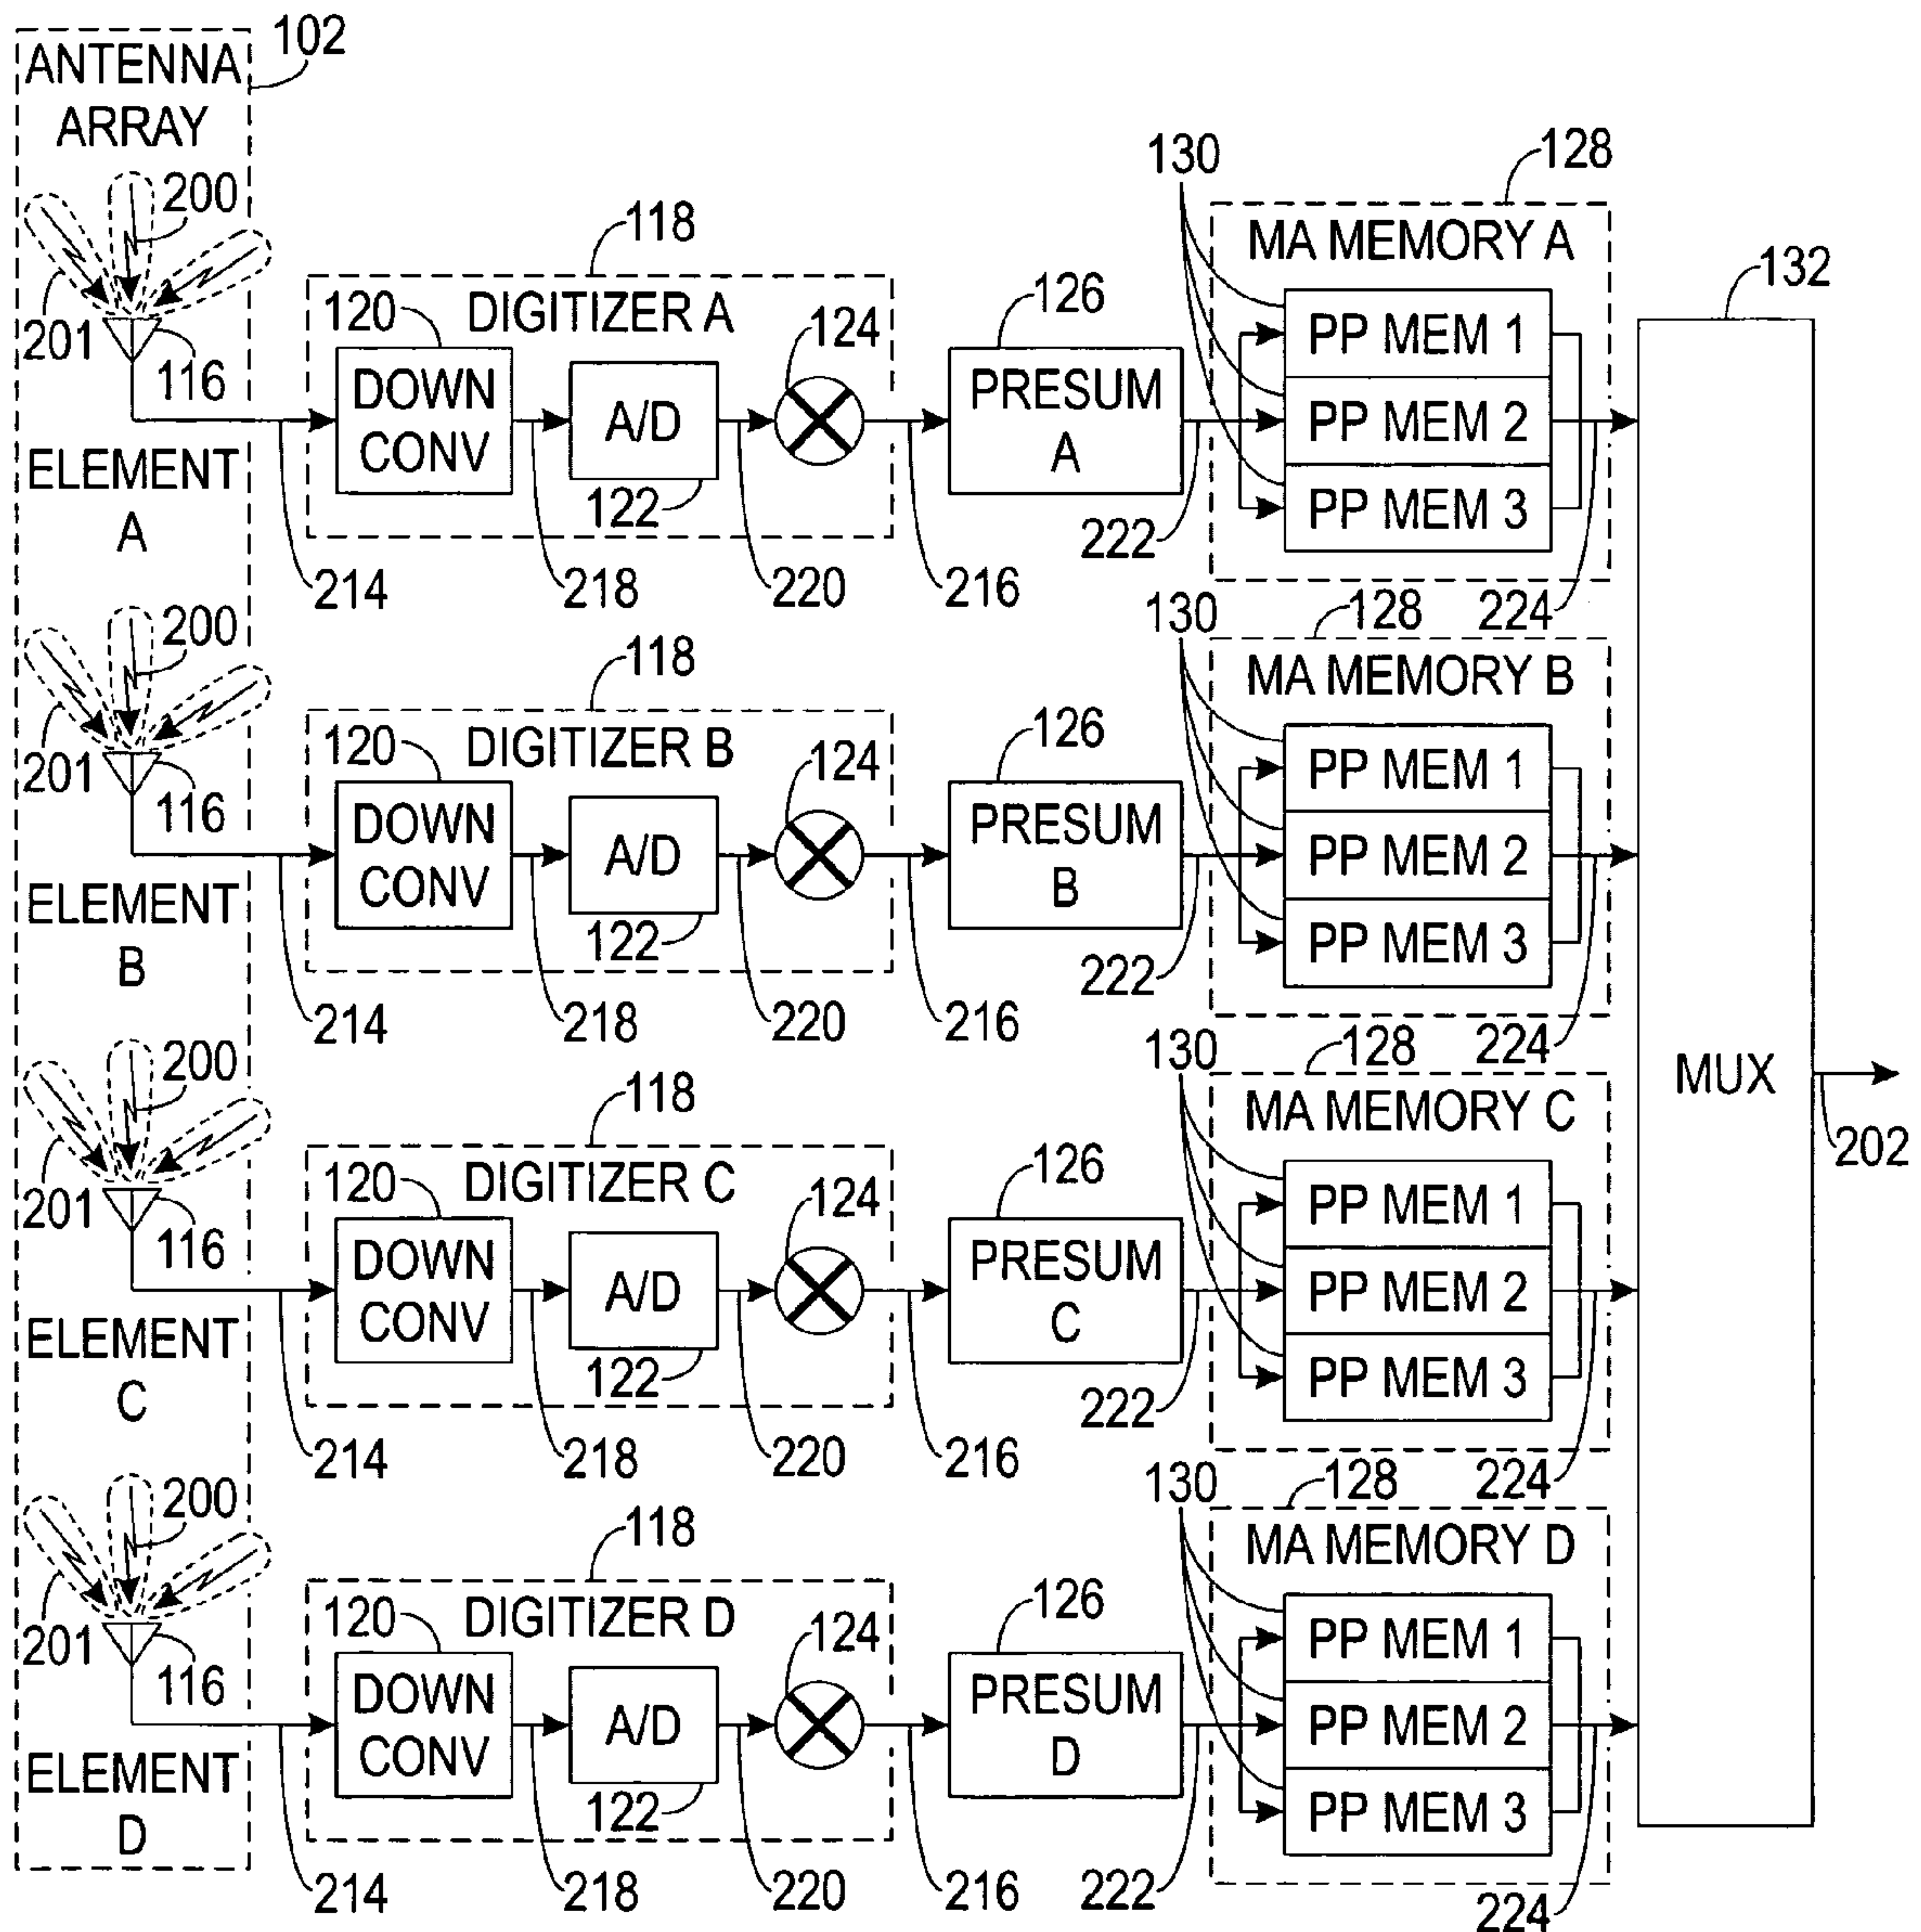 102
ANTENNA
ARRAY
200
201
116
ELEMENT
A
214
118
DIGITIZER A
120
DOWN
CONV
218
A/D
122
220
124
216
126
PRESUM
A
222
130
128
MA MEMORY A
PP MEM 1
PP MEM 2
PP MEM 3
224
132
MUX
202
200
201
116
ELEMENT
B
214
118
DIGITIZER B
120
DOWN
CONV
218
A/D
122
220
124
216
126
PRESUM
B
222
130
128
MA MEMORY B
PP MEM 1
PP MEM 2
PP MEM 3
224
200
201
116
ELEMENT
C
214
118
DIGITIZER C
120
DOWN
CONV
218
A/D
122
220
124
216
126
PRESUM
C
222
130
128
MA MEMORY C
PP MEM 1
PP MEM 2
PP MEM 3
224
200
201
116
ELEMENT
D
214
118
DIGITIZER D
120
DOWN
CONV
218
A/D
122
220
124
216
126
PRESUM
D
222
130
128
MA MEMORY D
PP MEM 1
PP MEM 2
PP MEM 3
224